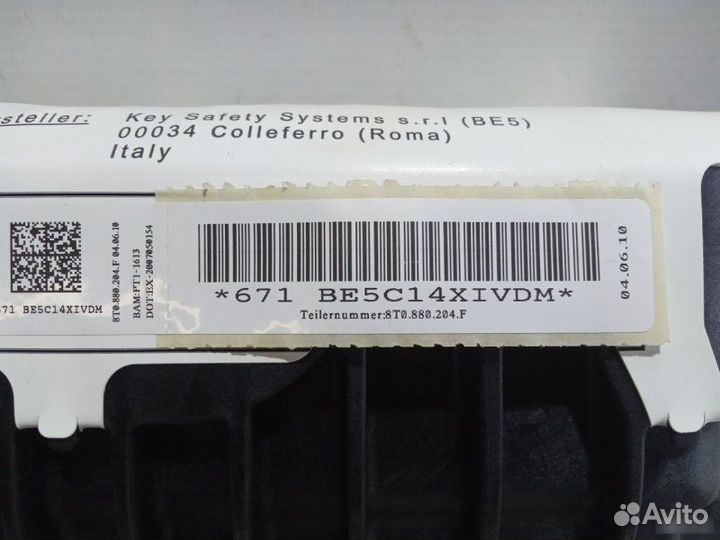 Key Safety Systems s.r.l (BE5)
00034 Colleferro (Roma)
Italy
671 BE5C14XIVDM
8T0.880.204.F 04.06.10
BAM-PT1-1613
DOT:EX-2007050154
*671 BE5C14XIVDM*
Teilernummer:8T0.880.204.F
04.06.10
Avito